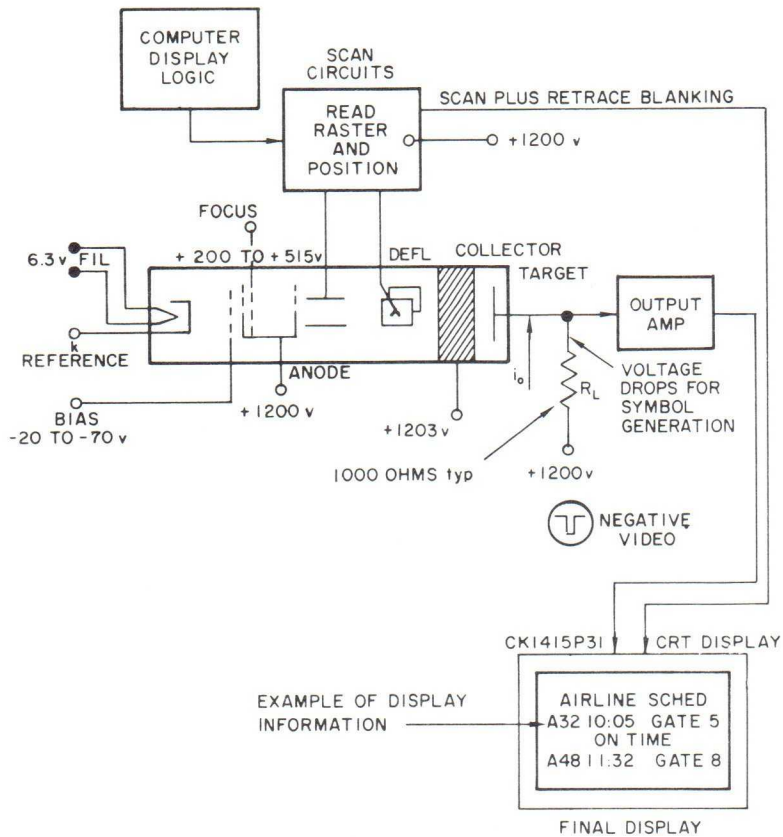 COMPUTER
DISPLAY
LOGIC
SCAN
CIRCUITS
READ
RASTER
AND
POSITION
SCAN PLUS RETRACE BLANKING
+1200 v
FOCUS
+ 200 TO + 515v
DEFL
COLLECTOR
TARGET
6.3v FIL
k
REFERENCE
BIAS
-20 TO -70 v
ANODE
+1200v
+1203v
i₀
R_L
OUTPUT
AMP
VOLTAGE
DROPS FOR
SYMBOL
GENERATION
1000 OHMS typ
+1200v
NEGATIVE
VIDEO
CK1415P31
CRT DISPLAY
EXAMPLE OF DISPLAY
INFORMATION
AIRLINE SCHED
A32 10:05 GATE 5
ON TIME
A48 11:32 GATE 8
FINAL DISPLAY